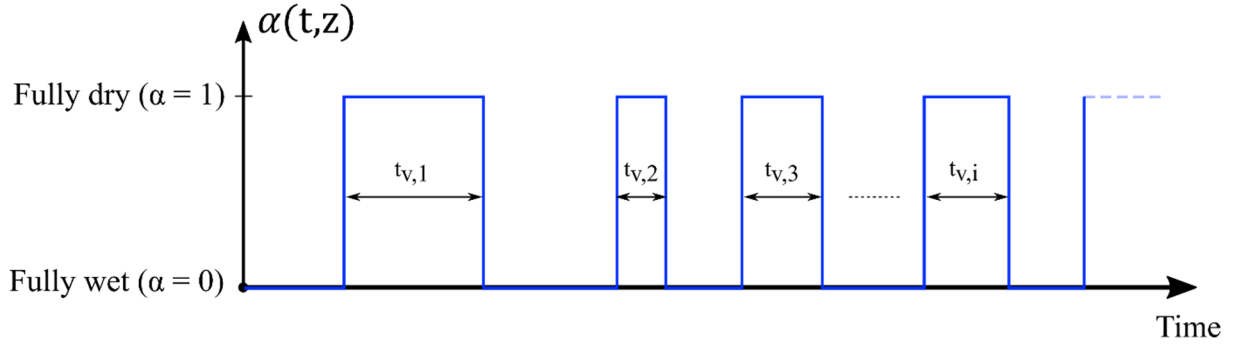 α(t,z)
Fully dry (α = 1)
tv,1
tv,2
tv,3
tv,i
Fully wet (α = 0)
Time